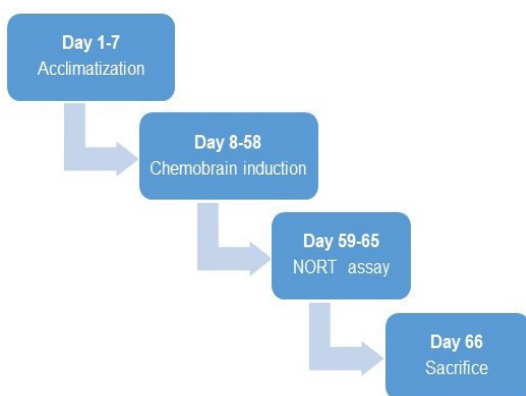 Day 1-7
Acclimatization
Day 8-58
Chemobrain induction
Day 59-65
NORT assay
Day 66
Sacrifice